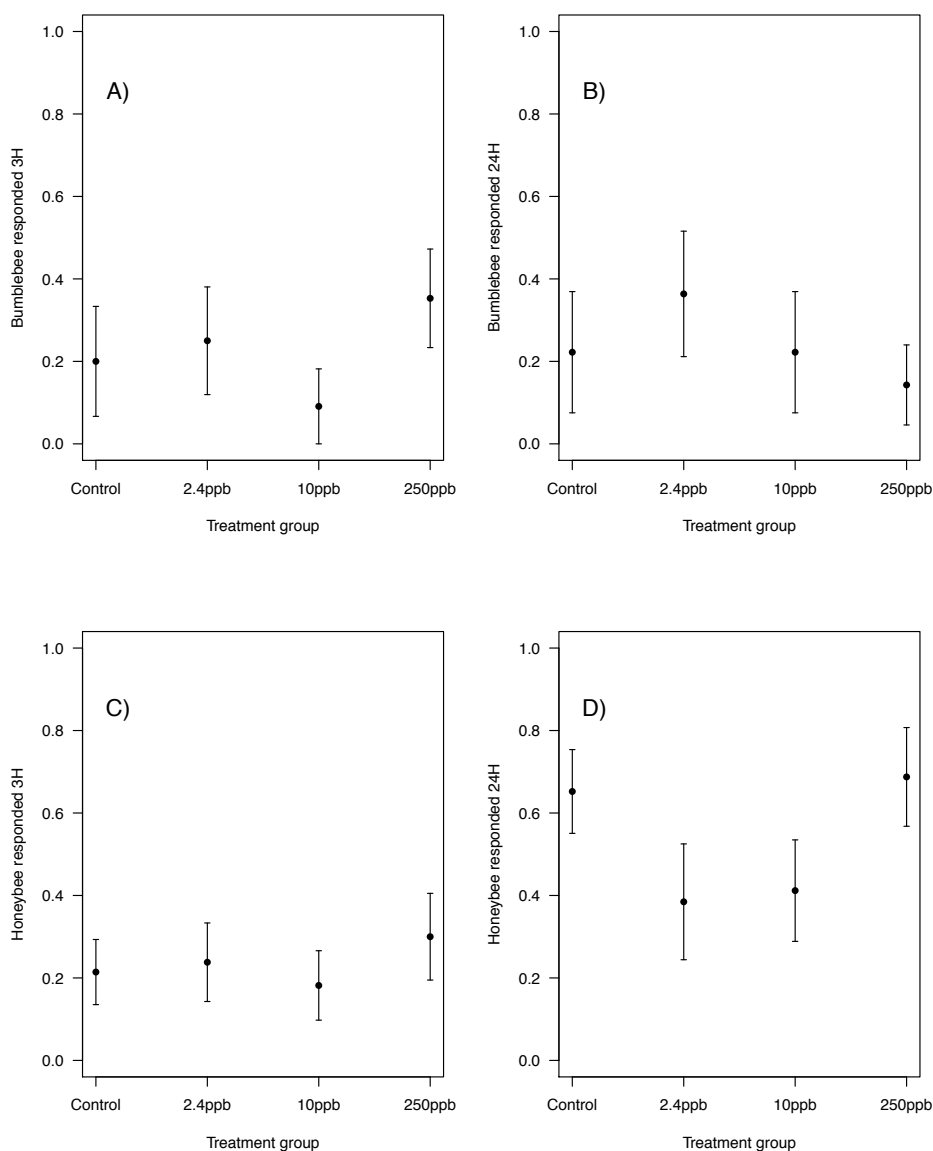 A)
Bumblebee responded 3H
1.0
0.8
0.6
0.4
0.2
0.0
Control 2.4ppb 10ppb 250ppb
Treatment group
B)
Bumblebee responded 24H
1.0
0.8
0.6
0.4
0.2
0.0
Control 2.4ppb 10ppb 250ppb
Treatment group
C)
Honeybee responded 3H
1.0
0.8
0.6
0.4
0.2
0.0
Control 2.4ppb 10ppb 250ppb
Treatment group
D)
Honeybee responded 24H
1.0
0.8
0.6
0.4
0.2
0.0
Control 2.4ppb 10ppb 250ppb
Treatment group